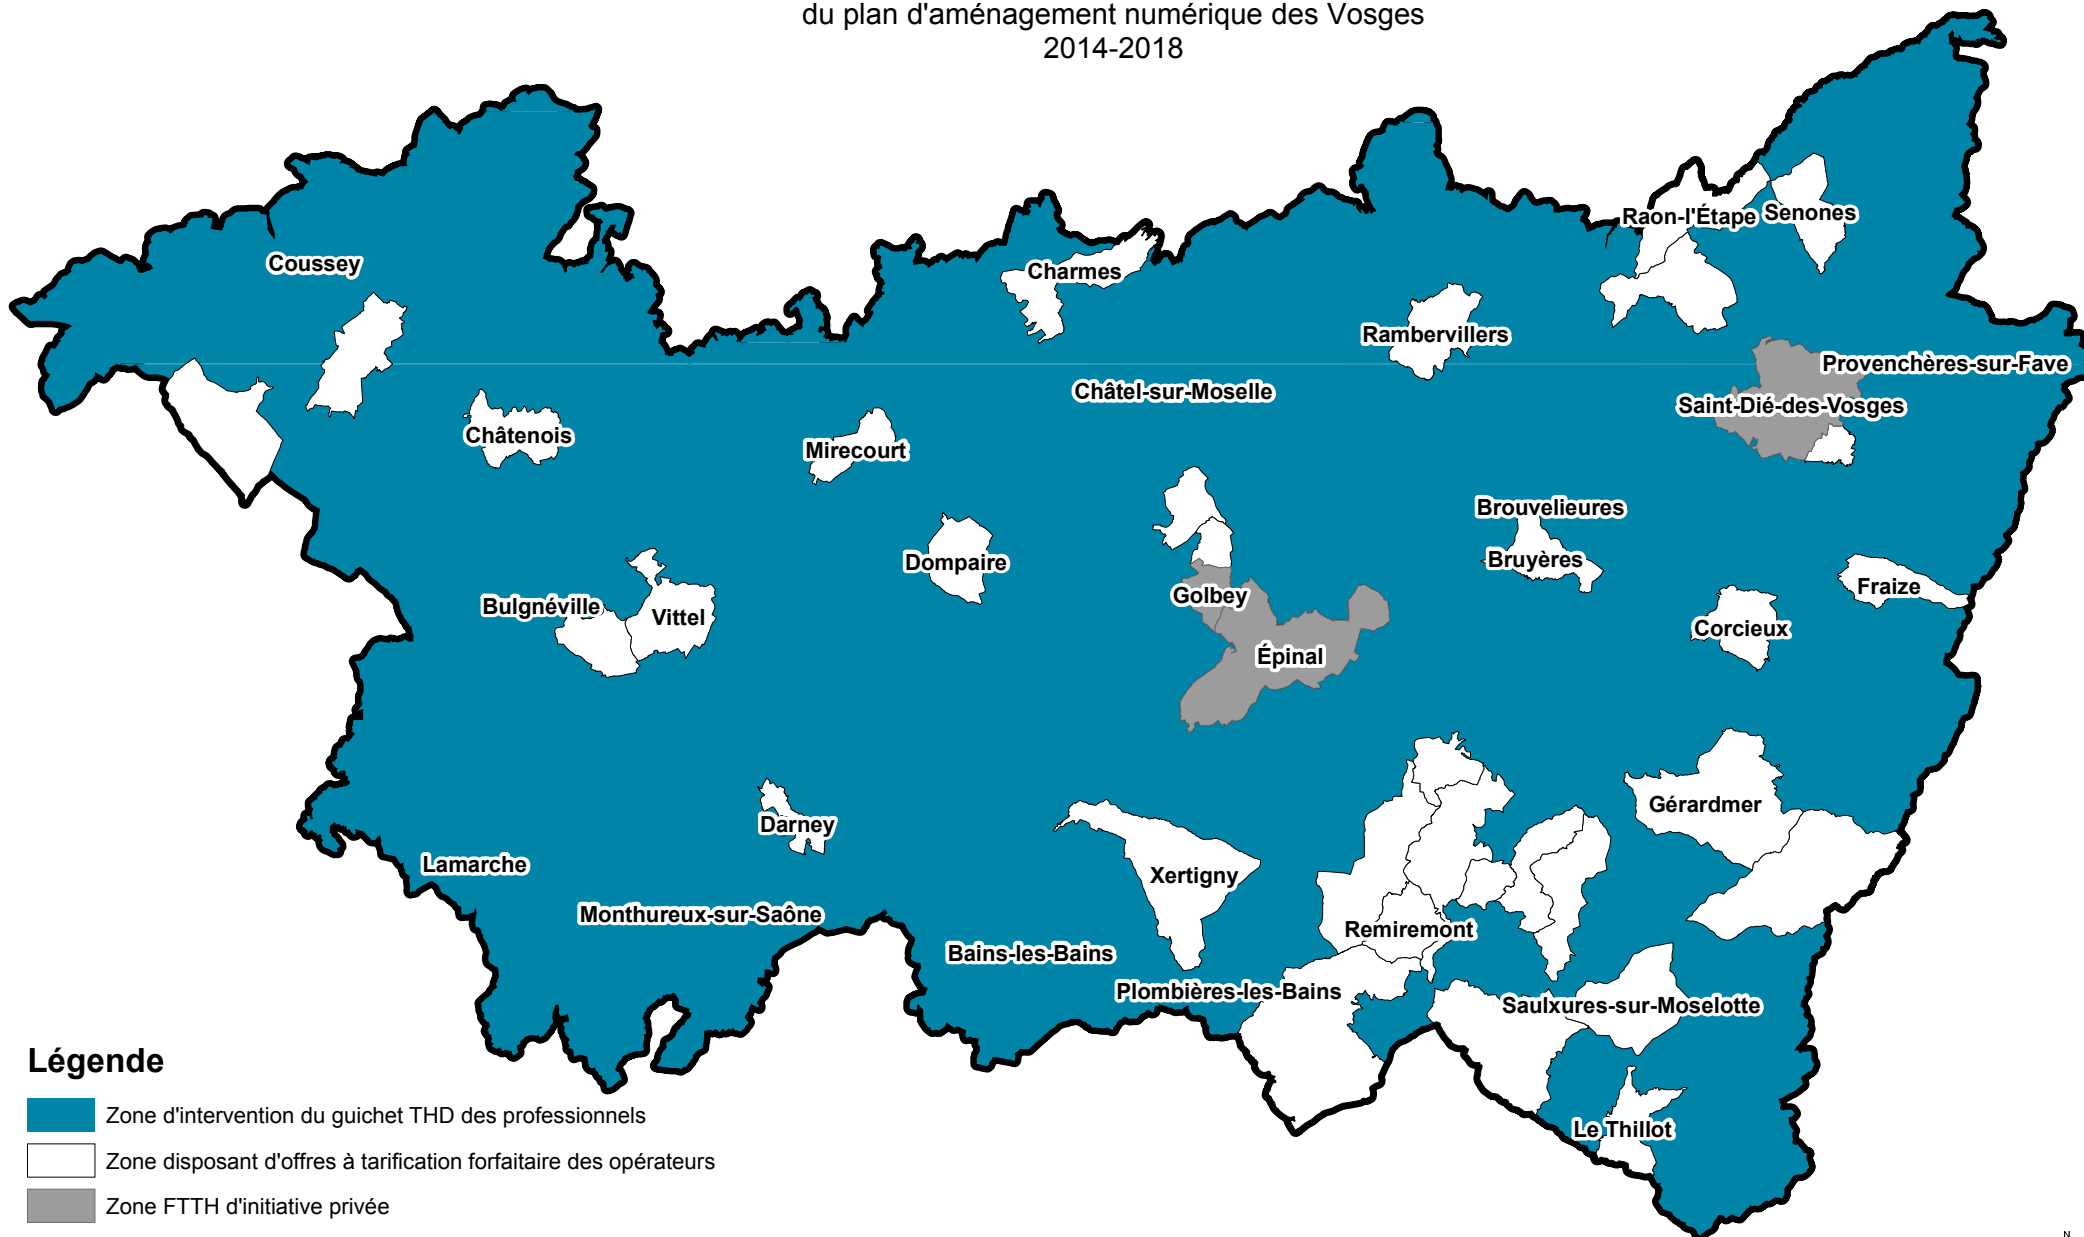 du plan d'aménagement numérique des Vosges
2014-2018
Raon-l'Étape
Senones
Coussey
Charmes
Rambervillers
Provenchères-sur-Fave
Châtel-sur-Moselle
Saint-Dié-des-Vosges
Châtenois
Mirecourt
Brouvelieures
Dompaire
Bruyères
Fraize
Golbey
Bulgnéville
Vittel
Corcieux
Épinal
Gérardmer
Darney
Lamarche
Xertigny
Monthureux-sur-Saône
Remiremont
Bains-les-Bains
Plombières-les-Bains
Saulxures-sur-Moselotte
Le Thillot
Légende
Zone d'intervention du guichet THD des professionnels
Zone disposant d'offres à tarification forfaitaire des opérateurs
Zone FTTH d'initiative privée
N